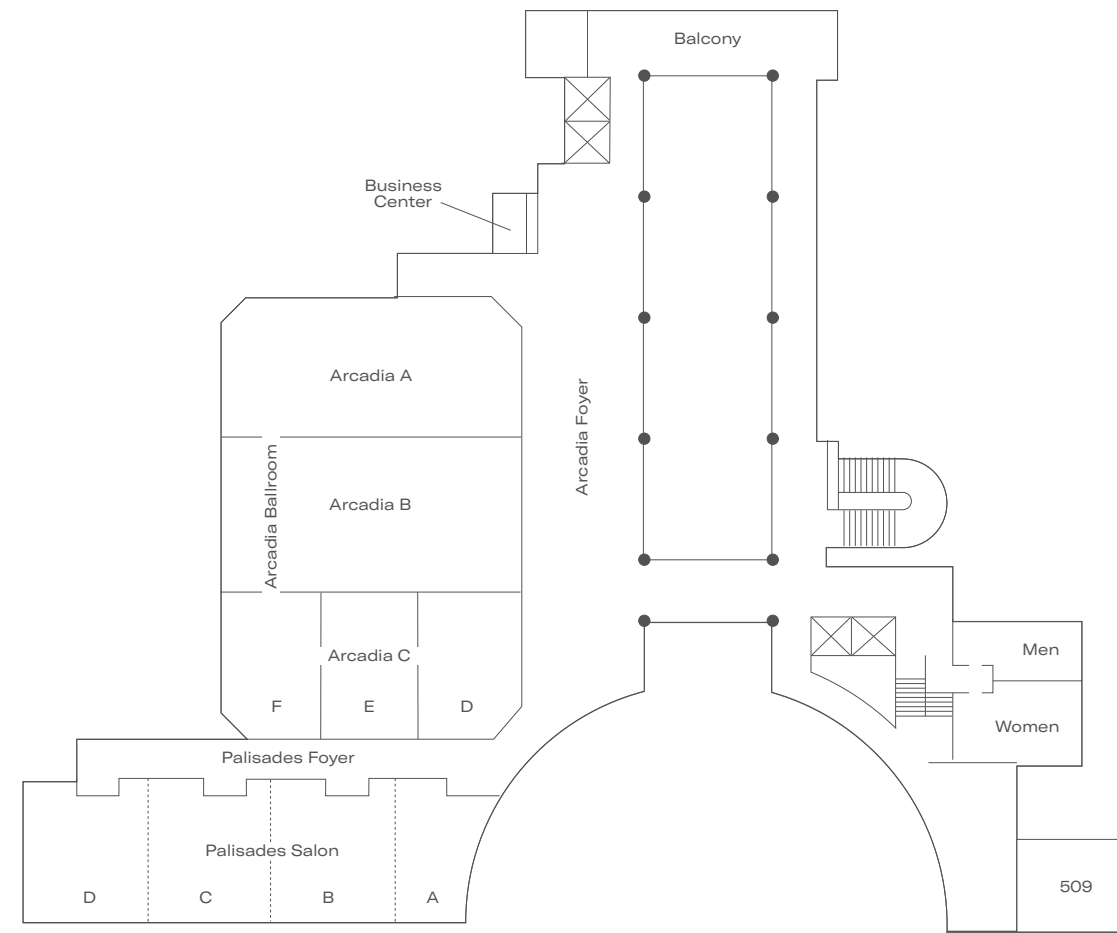 Balcony
Business
Center
Arcadia A
Arcadia Foyer
Arcadia Ballroom
Arcadia B
Arcadia C
F
E
D
Men
Women
Palisades Foyer
Palisades Salon
D
C
B
A
509